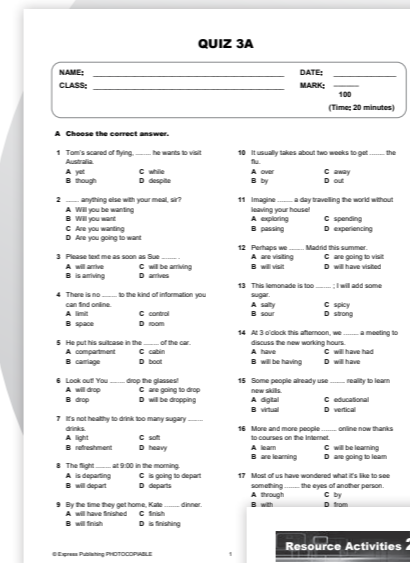 QUIZ 3A
NAME: ____________ DATE: ____________
CLASS: ____________ MARK: ____
100
(Time: 20 minutes)
A Choose the correct answer.
1 Tom's scared of flying, ........ he wants to visit
Australia.
A yet C while
B though D despite
2 ........ anything else with your meal, sir?
A Will you be wanting
B Will you want
C Are you wanting
D Are you going to want
3 Please text me as soon as Sue ........ .
A will arrive C will be arriving
B is arriving D arrives
4 There is no ........ to the kind of information you
can find online.
A limit C control
B space D room
5 He put his suitcase in the ........ of the car.
A compartment C cabin
B carriage D boot
6 Look out! You ........ drop the glasses!
A will drop C are going to drop
B drop D will be dropping
7 It's not healthy to drink too many sugary ........
drinks.
A light C soft
B refreshment D heavy
8 The flight ........ at 9:00 in the morning.
A is departing C is going to depart
B will depart D departs
9 By the time they get home, Kate ........ dinner.
A will have finished C finish
B will finish D is finishing
10 It usually takes about two weeks to get ........ the
flu.
A over C away
B by D out
11 Imagine ........ a day travelling the world without
leaving your house!
A exploring C spending
B passing D experiencing
12 Perhaps we ........ Madrid this summer.
A are visiting C are going to visit
B will visit D will have visited
13 This lemonade is too ........ ; I will add some
sugar.
A salty C spicy
B sour D strong
14 At 3 o'clock this afternoon, we ........ a meeting to
discuss the new working hours.
A have C will have had
B will be having D will have
15 Some people already use ........ reality to learn
new skills.
A digital C educational
B virtual D vertical
16 More and more people ........ online now thanks
to courses on the Internet.
A learn C will be learning
B are learning D are going to learn
17 Most of us have wondered what it's like to see
something ........ the eyes of another person.
A through C by
B with D from
© Express Publishing PHOTOCOPIABLE 1
Resource Activities 2